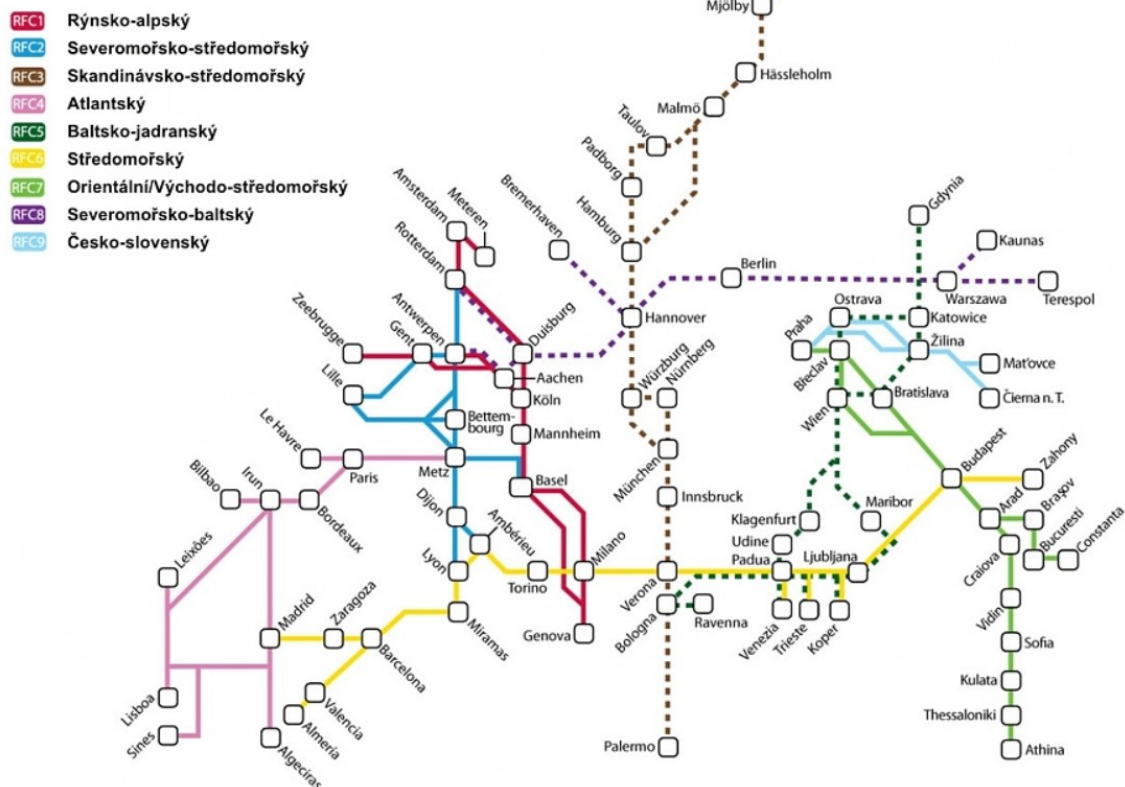 RFC1 Rýnsko-alpský
RFC2 Severomořsko-středomořský
RFC3 Skandinávsko-středomořský
RFC4 Atlantský
RFC5 Baltsko-jadranský
RFC6 Středomořský
RFC7 Orientální/Východo-středomořský
RFC8 Severomořsko-baltský
RFC9 Česko-slovenský
Mjölby
Hässleholm
Malmö
Taulov
Padborg
Hamburg
Bremerhaven
Amsterdam
Meteren
Rotterdam
Gdynia
Kaunas
Berlin
Warszawa
Terespol
Hannover
Antwerpen
Gent
Zeebrugge
Duisburg
Aachen
Köln
Lille
Bettem-
bourg
Mannheim
Würzburg
Nürnberg
Ostrava
Katowice
Praha
Žilina
Břeclav
Maťovce
Bratislava
Čierna n. T.
Wien
Le Havre
Paris
Metz
Basel
München
Innsbruck
Budapest
Zahony
Bilbao
Irun
Bordeaux
Dijon
Ambérieu
Klagenfurt
Maribor
Arad
Braşov
Bucuresti
Constanta
Craiova
Leixões
Lyon
Torino
Milano
Verona
Udine
Padua
Ljubljana
Madrid
Zaragoza
Barcelona
Miramas
Genova
Bologna
Ravenna
Venezia
Trieste
Koper
Vidin
Sofia
Kulata
Thessaloniki
Athina
Lisboa
Sines
Algeciras
Valencia
Almería
Palermo